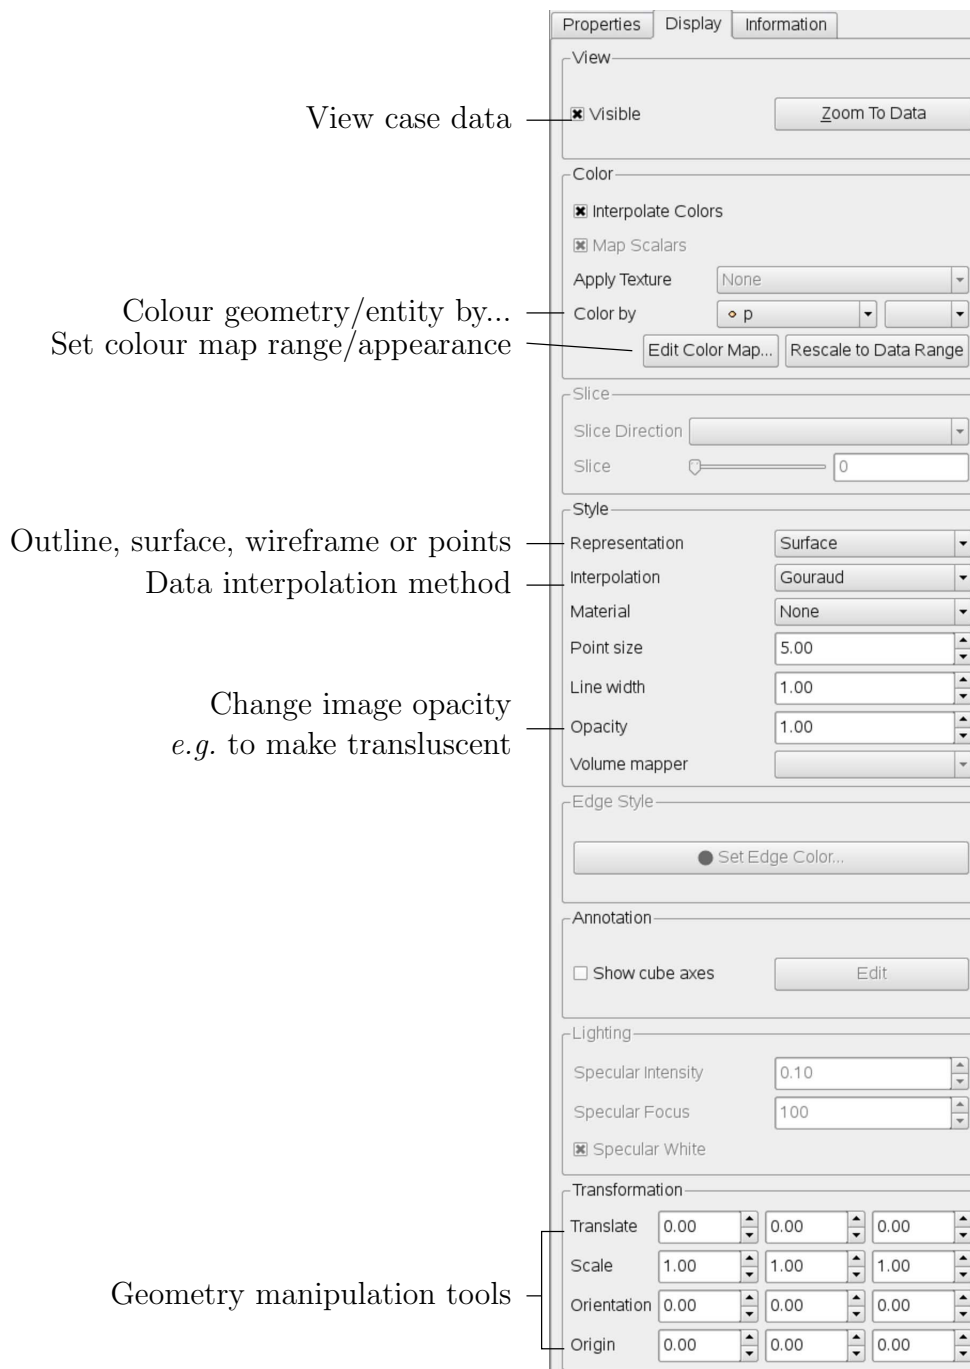 Properties Display Information
View
View case data
Visible Zoom To Data
Color
Interpolate Colors
Map Scalars
Apply Texture None
Colour geometry/entity by...
Color by p
Set colour map range/appearance
Edit Color Map... Rescale to Data Range
Slice
Slice Direction
Slice 0
Style
Outline, surface, wireframe or points
Representation Surface
Data interpolation method
Interpolation Gouraud
Material None
Point size 5.00
Line width 1.00
Change image opacity
e.g. to make transluscent
Opacity 1.00
Volume mapper
Edge Style
Set Edge Color...
Annotation
Show cube axes Edit
Lighting
Specular Intensity 0.10
Specular Focus 100
Specular White
Transformation
Translate 0.00 0.00 0.00
Scale 1.00 1.00 1.00
Geometry manipulation tools
Orientation 0.00 0.00 0.00
Origin 0.00 0.00 0.00